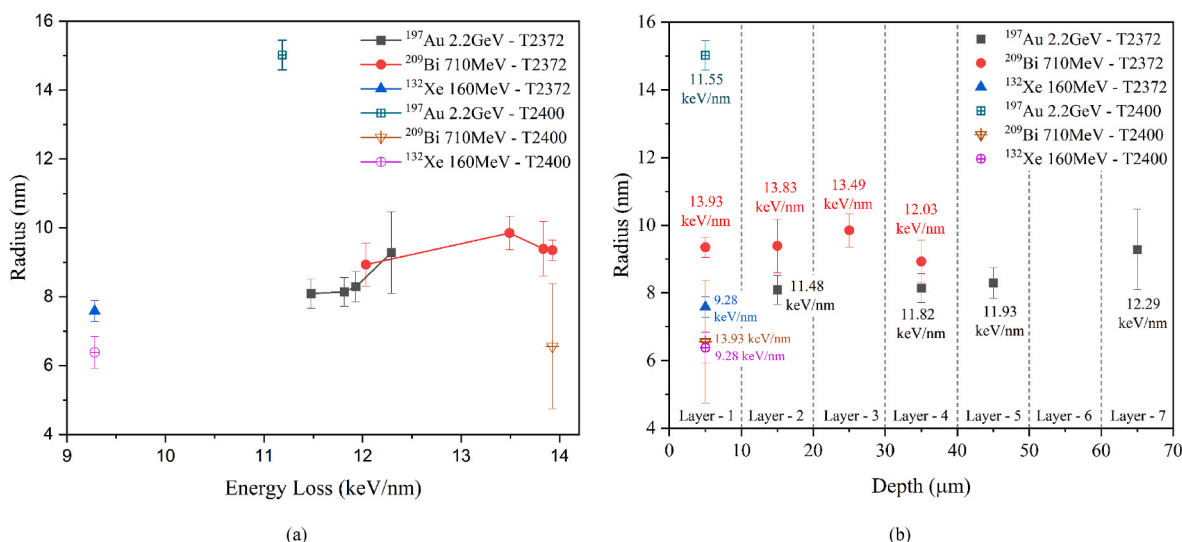 (a)
16
14
12
10
8
6
4
Radius (nm)
¹⁹⁷Au 2.2GeV - T2372
²⁰⁹Bi 710MeV - T2372
¹³²Xe 160MeV - T2372
¹⁹⁷Au 2.2GeV - T2400
²⁰⁹Bi 710MeV - T2400
¹³²Xe 160MeV - T2400
9 10 11 12 13 14
Energy Loss (keV/nm)
(a)
(b)
16
14
12
10
8
6
4
Radius (nm)
¹⁹⁷Au 2.2GeV - T2372
²⁰⁹Bi 710MeV - T2372
¹³²Xe 160MeV - T2372
¹⁹⁷Au 2.2GeV - T2400
²⁰⁹Bi 710MeV - T2400
¹³²Xe 160MeV - T2400
11.55
keV/nm
13.93
keV/nm
13.83
keV/nm
13.49
keV/nm
12.03
keV/nm
9.28
keV/nm
13.93 keV/nm
9.28 keV/nm
11.48
keV/nm
11.82
keV/nm
11.93
keV/nm
12.29
keV/nm
Layer - 1 Layer - 2 Layer - 3 Layer - 4 Layer - 5 Layer - 6 Layer - 7
0 10 20 30 40 50 60 70
Depth (μm)
(b)